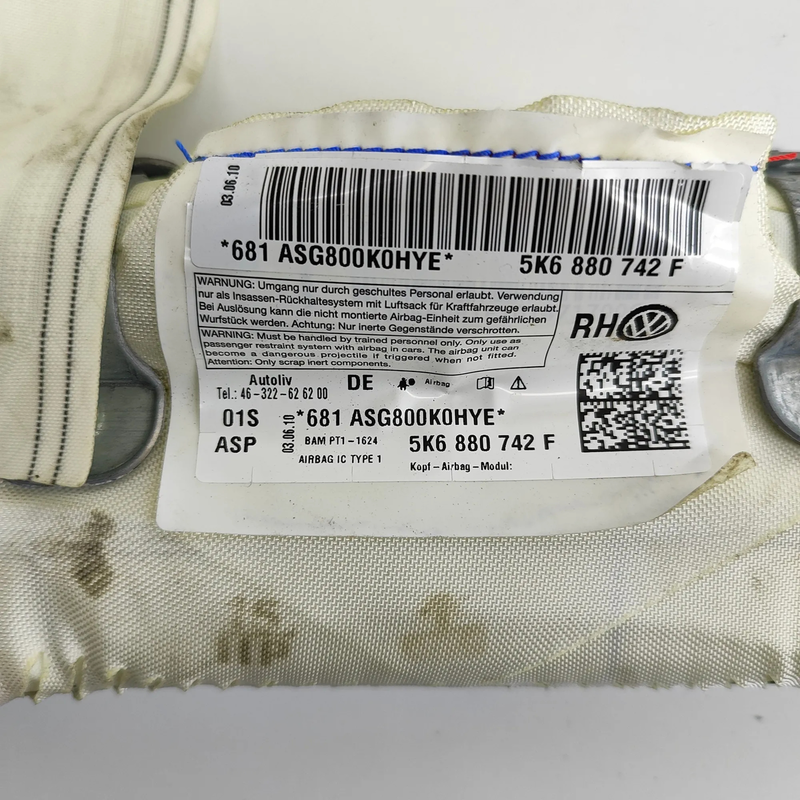 03.06.10
*681 ASG800K0HYE* 5K6 880 742 F
WARNUNG: Umgang nur durch geschultes Personal erlaubt. Verwendung
nur als Insassen-Rückhaltesystem mit Luftsack für Kraftfahrzeuge erlaubt.
Bei Auslösung kann die nicht montierte Airbag-Einheit zum gefährlichen
Wurfstück werden. Achtung: Nur inerte Gegenstände verschrotten.
WARNING: Must be handled by trained personnel only. Only use as
passenger restraint system with airbag in cars. The airbag unit can
become a dangerous projectile if triggered when not fitted.
Attention: Only scrap inert components.
RH
Autoliv DE Airbag
Tel.: 46-322-62 62 00
01S 03.06.10 *681 ASG800K0HYE*
ASP BAM PT1-1624 5K6 880 742 F
AIRBAG IC TYPE 1 Kopf-Airbag-Modul: